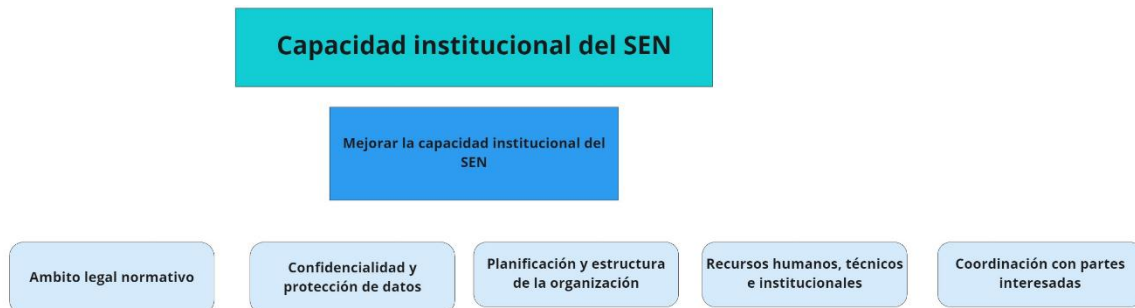 Capacidad institucional del SEN
Mejorar la capacidad institucional del
SEN
Ambito legal normativo
Confidencialidad y
protección de datos
Planificación y estructura
de la organización
Recursos humanos, técnicos
e institucionales
Coordinación con partes
interesadas